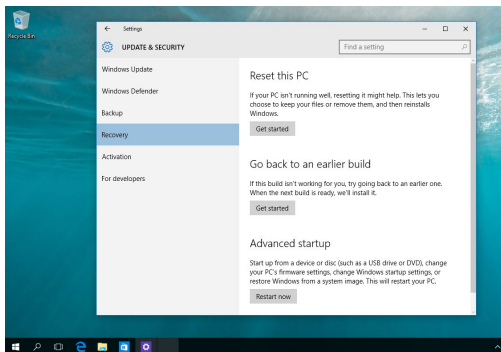 Recycle Bin
Settings
UPDATE & SECURITY
Find a setting
Windows Update
Windows Defender
Backup
Recovery
Activation
For developers
Reset this PC
If your PC isn't running well, resetting it might help. This lets you
choose to keep your files or remove them, and then reinstalls
Windows.
Get started
Go back to an earlier build
If this build isn't working for you, try going back to an earlier one.
When the next build is ready, we'll install it.
Get started
Advanced startup
Start up from a device or disc (such as a USB drive or DVD), change
your PC's firmware settings, change Windows startup settings, or
restore Windows from a system image. This will restart your PC.
Restart now